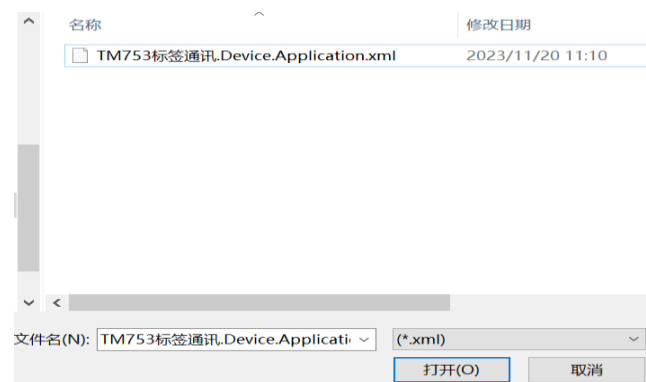 名称 修改日期
TM753标签通讯.Device.Application.xml 2023/11/20 11:10
文件名(N): TM753标签通讯.Device.Applicati (*.xml)
打开(O) 取消